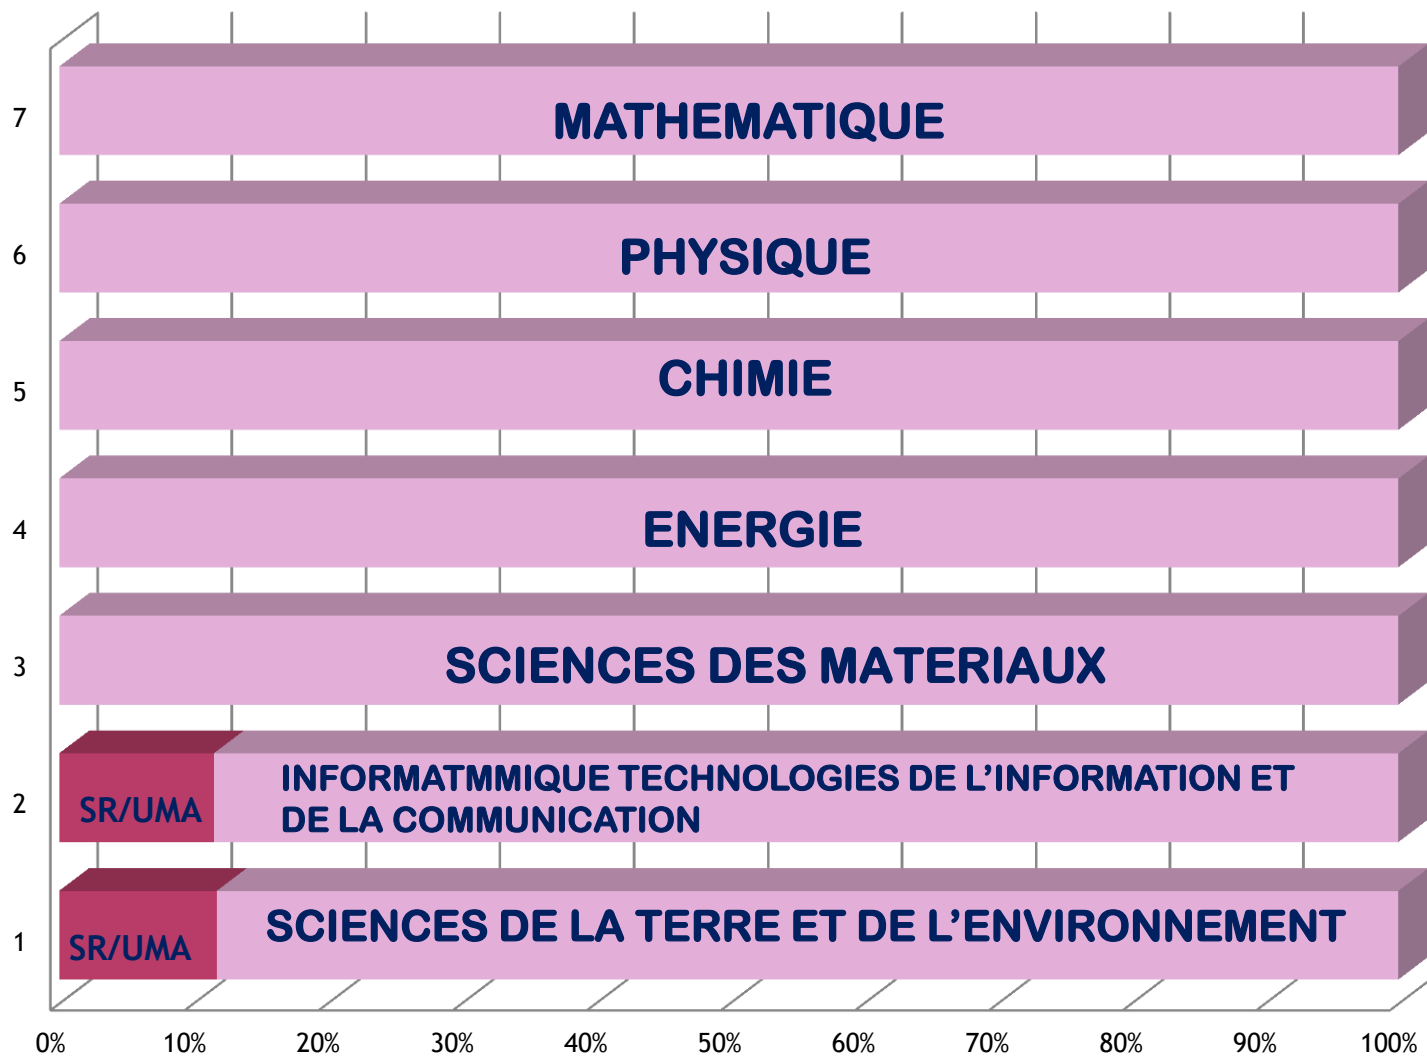 7
MATHEMATIQUE
6
PHYSIQUE
5
CHIMIE
4
ENERGIE
3
SCIENCES DES MATERIAUX
2
SR/UMA
INFORMATMMIQUE TECHNOLOGIES DE L’INFORMATION ET
DE LA COMMUNICATION
1
SR/UMA
SCIENCES DE LA TERRE ET DE L’ENVIRONNEMENT
0% 10% 20% 30% 40% 50% 60% 70% 80% 90% 100%